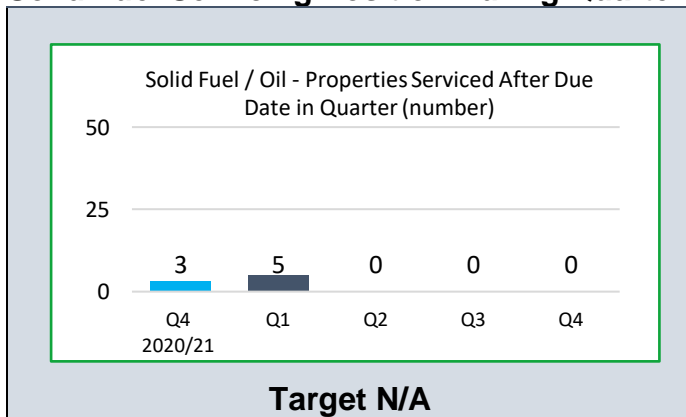 Solid Fuel / Oil - Properties Serviced After Due
Date in Quarter (number)
50
25
0
3
5
0
0
0
Q4
2020/21
Q1
Q2
Q3
Q4
Target N/A